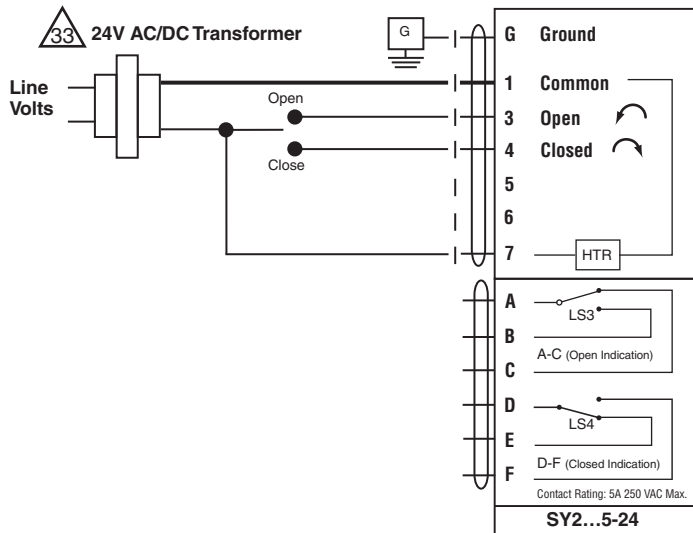 33
24V AC/DC Transformer
G
G Ground
Line
Volts
1 Common
Open
3 Open
Close
4 Closed
5
6
7
HTR
A
LS3
B
A-C (Open Indication)
C
D
LS4
E
D-F (Closed Indication)
F
Contact Rating: 5A 250 VAC Max.
SY2...5-24